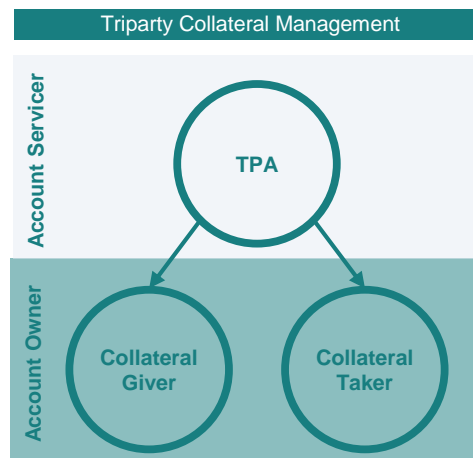 Triparty Collateral Management
Account Servicer
TPA
Account Owner
Collateral
Giver
Collateral
Taker